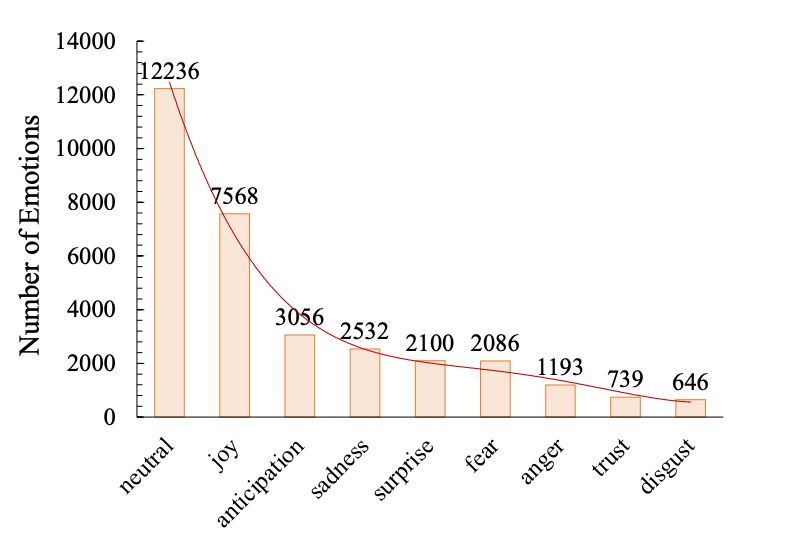 14000
12000
10000
8000
6000
4000
2000
0
Number of Emotions
12236
7568
3056
2532
2100
2086
1193
739
646
neutral
joy
anticipation
sadness
surprise
fear
anger
trust
disgust